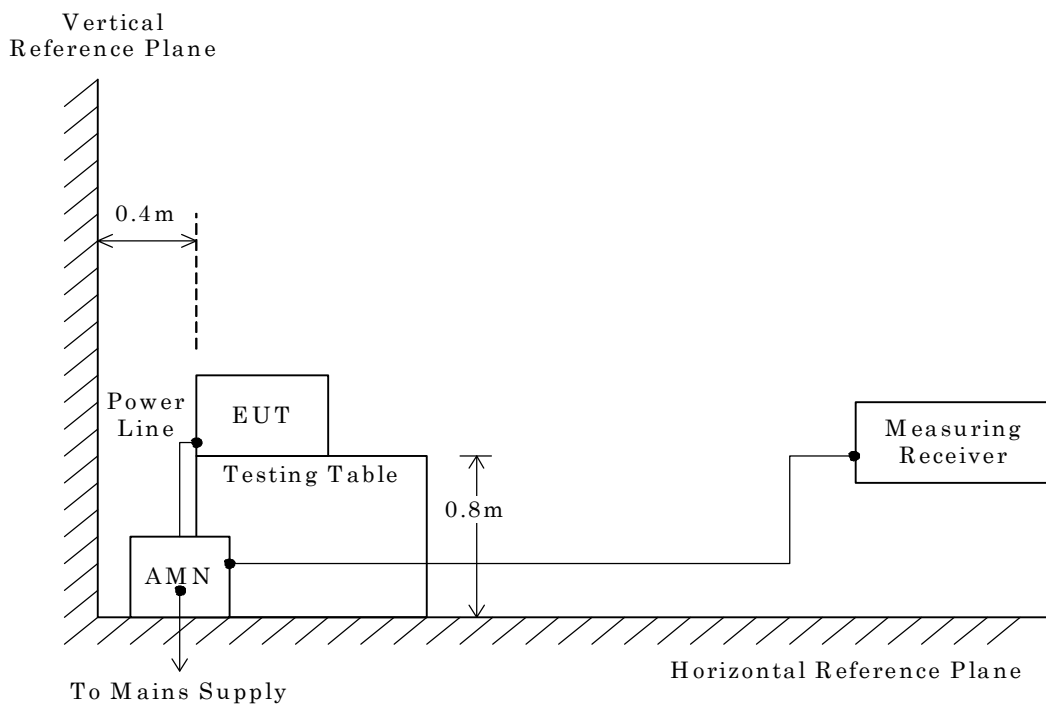 Vertical
Reference Plane
0.4m
Power
Line
EUT
Testing Table
Measuring
Receiver
0.8m
AMN
To Mains Supply
Horizontal Reference Plane